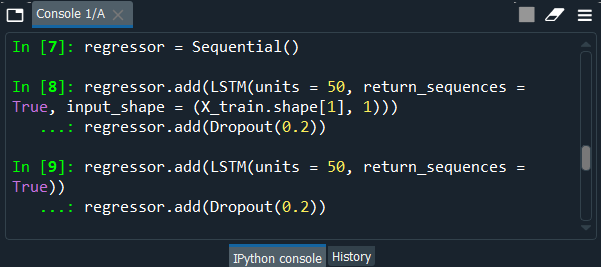 Console 1/A
In [7]: regressor = Sequential()
In [8]: regressor.add(LSTM(units = 50, return_sequences =
True, input_shape = (X_train.shape[1], 1)))
...: regressor.add(Dropout(0.2))
In [9]: regressor.add(LSTM(units = 50, return_sequences =
True))
...: regressor.add(Dropout(0.2))
IPython console History